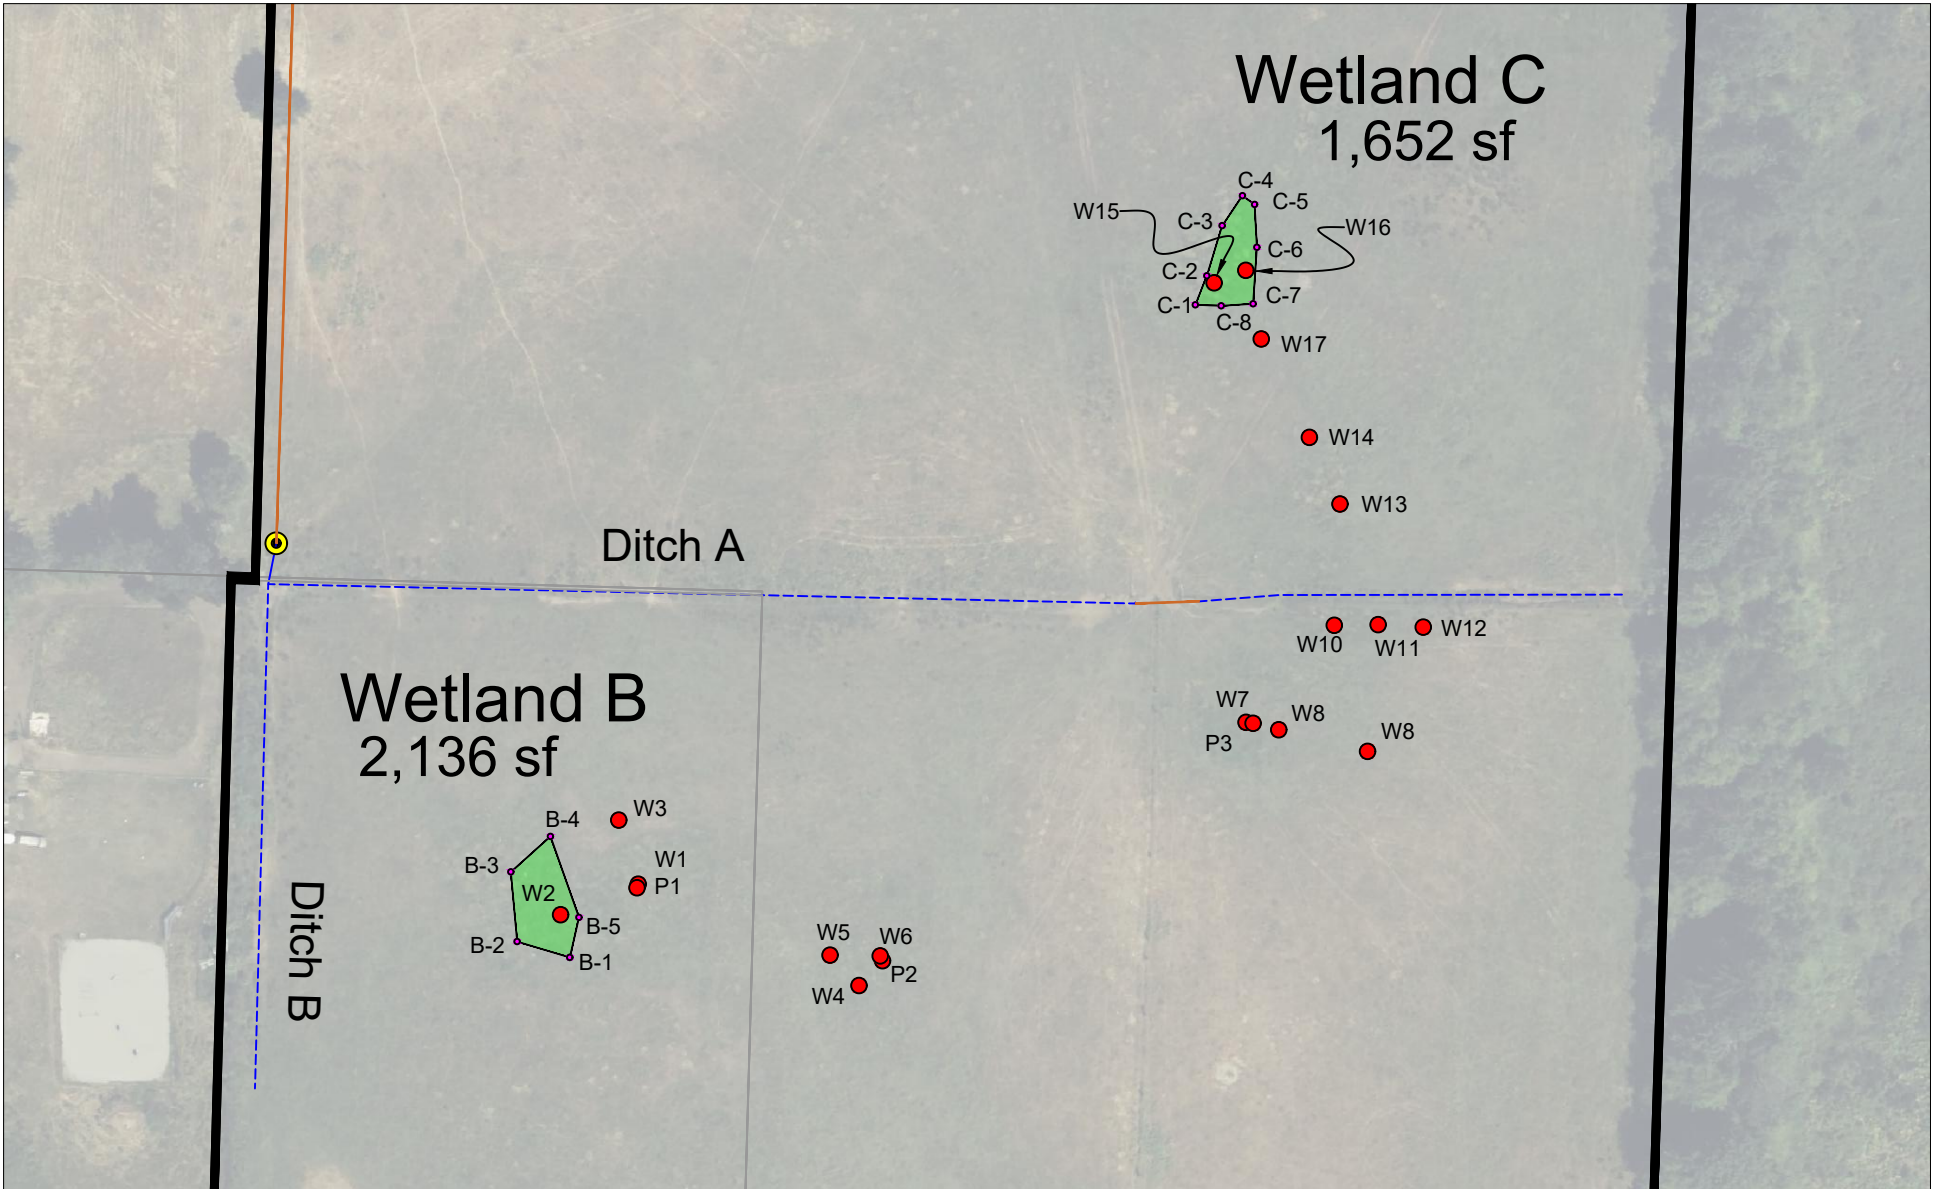 Wetland C
1,652 sf
C-4
C-5
W15
C-3
W16
C-6
C-2
C-7
C-1
C-8
W17
W14
W13
Ditch A
W10
W11
W12
Wetland B
2,136 sf
W7
W8
P3
W8
W3
B-4
B-3
W1
P1
W2
B-5
B-2
B-1
Ditch B
W5
W6
P2
W4